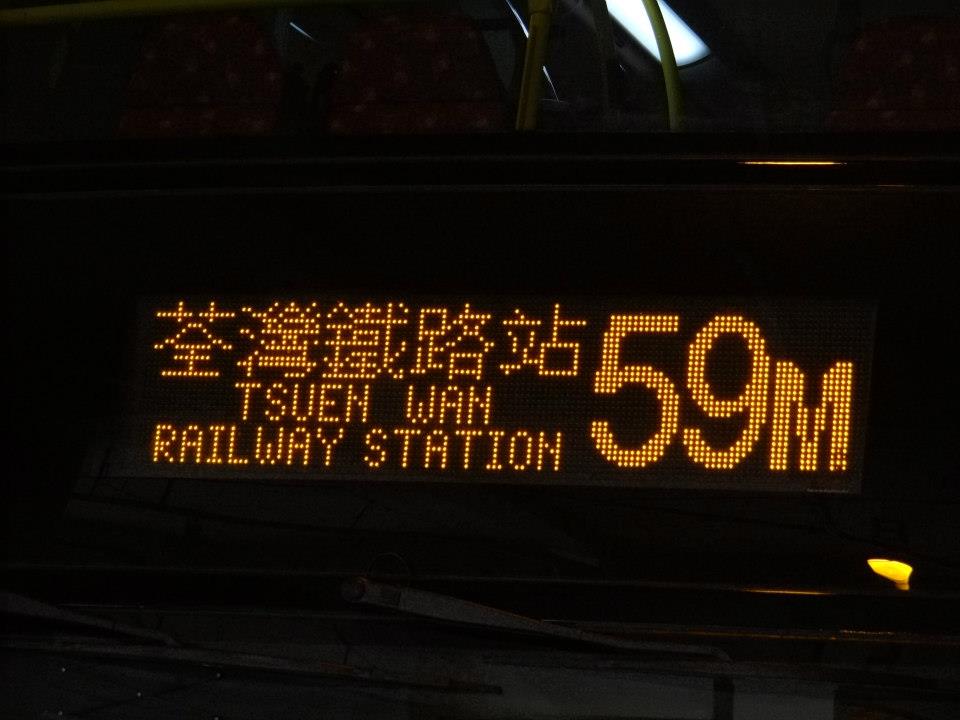 荃灣鐵路站
TSUEN WAN
RAILWAY STATION
59M